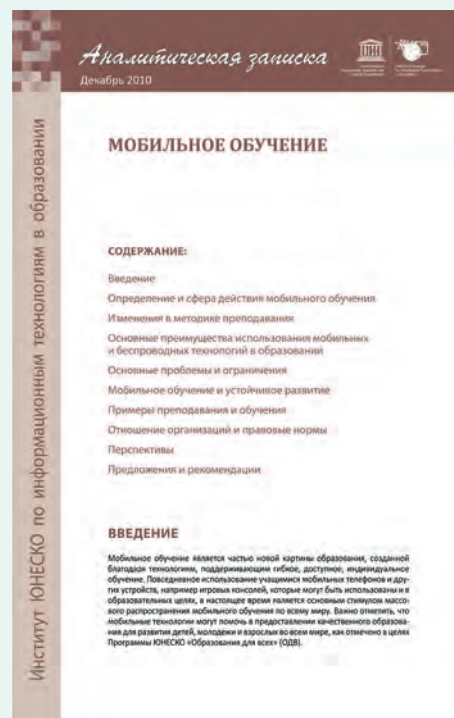 Аналитическая записка
Декабрь 2010
Институт ЮНЕСКО по информационным технологиям в образовании
МОБИЛЬНОЕ ОБУЧЕНИЕ
СОДЕРЖАНИЕ:
Введение
Определение и сфера действия мобильного обучения
Изменения в методике преподавания
Основные преимущества использования мобильных
и беспроводных технологий в образовании
Основные проблемы и ограничения
Мобильное обучение и устойчивое развитие
Примеры преподавания и обучения
Отношение организаций и правовые нормы
Перспективы
Предложения и рекомендации
ВВЕДЕНИЕ
Мобильное обучение является частью новой картины образования, созданной
благодаря технологиям, поддерживающим гибкое, доступное, индивидуальное
обучение. Повседневное использование учащимися мобильных телефонов и дру-
гих устройств, например игровых консолей, которые могут быть использованы и в
образовательных целях, в настоящее время является основным стимулом массо-
вого распространения мобильного обучения по всему миру. Важно отметить, что
мобильные технологии могут помочь в предоставлении качественного образова-
ния для развития детей, молодежи и взрослых во всем мире, как отмечено в целях
Программы ЮНЕСКО «Образования для всех» (ОДВ).